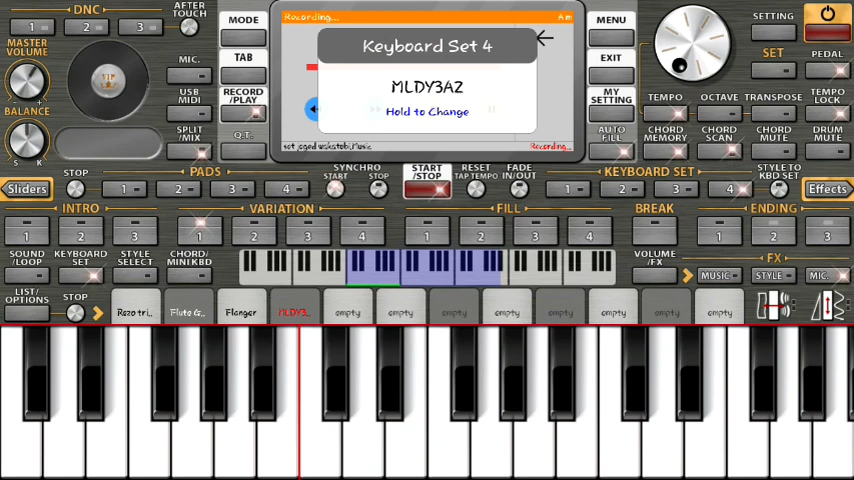 DNC
1 2 3
AFTER TOUCH
MASTER VOLUME
BALANCE
S K
VIP
MIC.
USB MIDI
SPLIT /MIX
MODE
TAB
RECORD /PLAY
Q.T.
Recording... Am
Keyboard Set 4
MLDY3A2
Hold to Change
Recording...
MENU
EXIT
MY SETTING
AUTO FILL
SETTING
SET
PEDAL
TEMPO OCTAVE TRANSPOSE TEMPO LOCK
CHORD MEMORY CHORD SCAN CHORD MUTE DRUM MUTE
Sliders
STOP
PADS
1 2 3 4
SYNCHRO
START STOP
START /STOP
RESET
TAP TEMPO
FADE IN/OUT
KEYBOARD SET
1 2 3 4
STYLE TO KBD SET
Effects
INTRO
1 2 3
VARIATION
1 2 3 4
FILL
1 2 3 4
BREAK
ENDING
1 2 3
SOUND /LOOP
KEYBOARD SET
STYLE SELECT
CHORD/ MINI KBD
VOLUME /FX
FX
MUSIC STYLE MIC.
LIST/ OPTIONS
STOP
Rezo tri.. Flute G.. Flanger MLDY3.. empty empty empty empty empty empty empty empty